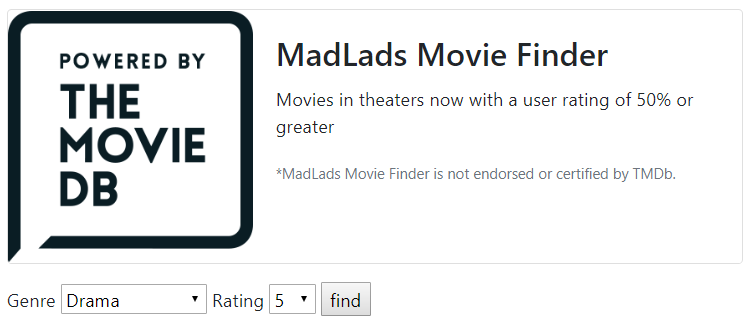 POWERED BY
THE
MOVIE
DB
MadLads Movie Finder
Movies in theaters now with a user rating of 50% or
greater
*MadLads Movie Finder is not endorsed or certified by TMDb.
Genre Drama Rating 5 find